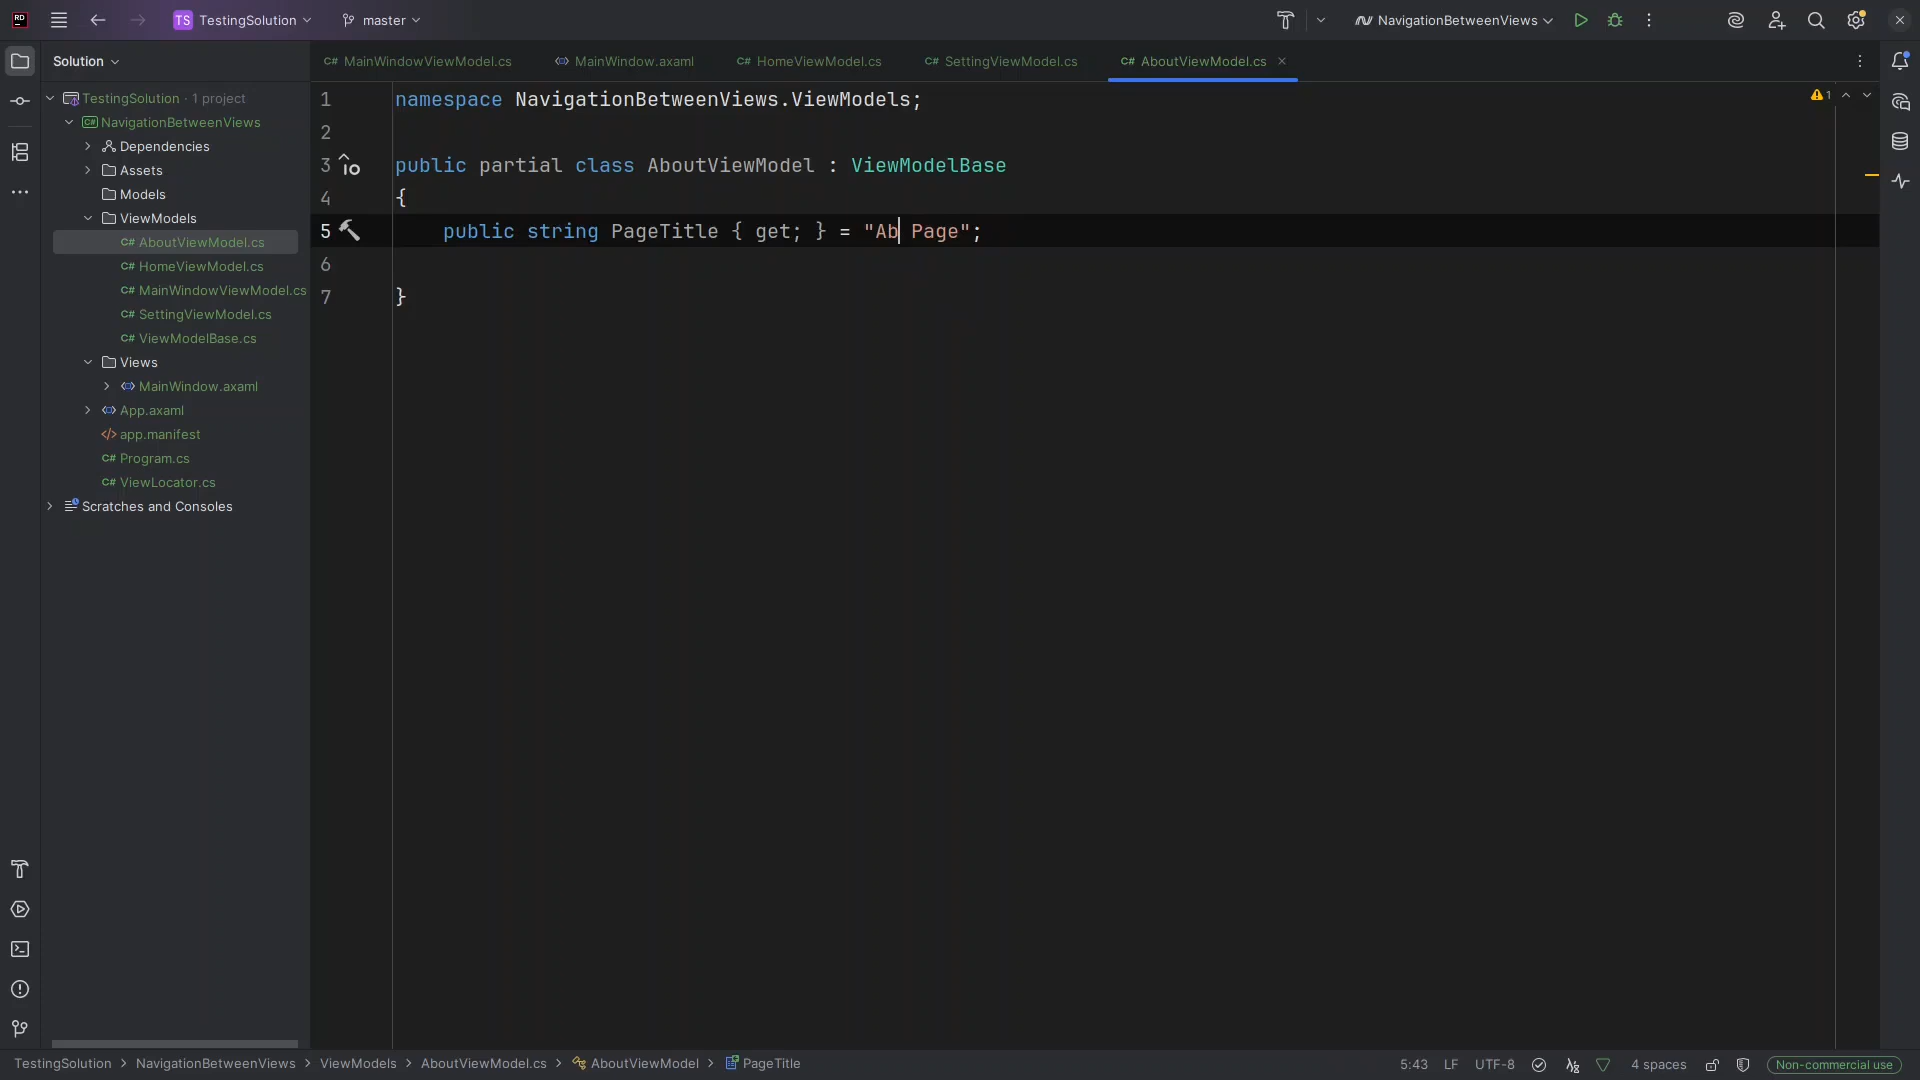 RD
TS TestingSolution
master
NavigationBetweenViews
Solution
C# MainWindowViewModel.cs
MainWindow.axaml
C# HomeViewModel.cs
C# SettingViewModel.cs
C# AboutViewModel.cs
TestingSolution · 1 project
C# NavigationBetweenViews
Dependencies
Assets
Models
ViewModels
C# AboutViewModel.cs
C# HomeViewModel.cs
C# MainWindowViewModel.cs
C# SettingViewModel.cs
C# ViewModelBase.cs
Views
MainWindow.axaml
App.axaml
app.manifest
C# Program.cs
C# ViewLocator.cs
Scratches and Consoles
1 namespace NavigationBetweenViews.ViewModels;
2
3 public partial class AboutViewModel : ViewModelBase
4 {
5 public string PageTitle { get; } = "Ab Page";
6
7 }
1
TestingSolution > NavigationBetweenViews > ViewModels > AboutViewModel.cs > AboutViewModel > PageTitle
5:43 LF UTF-8 4 spaces Non-commercial use